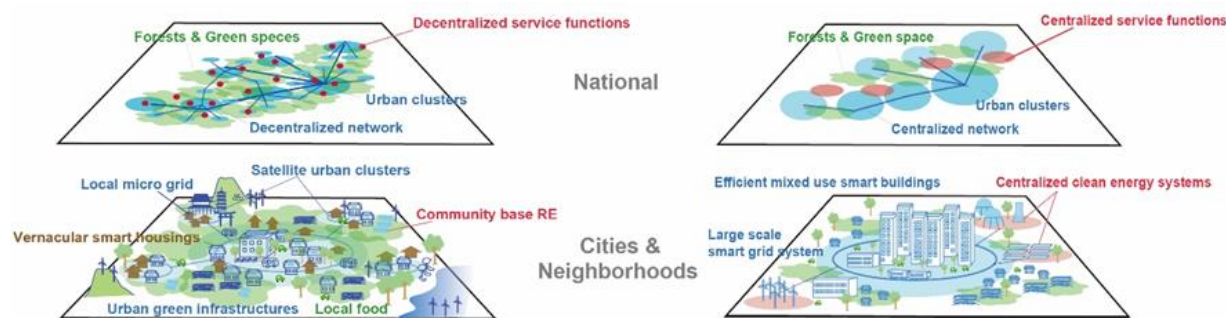 Decentralized service functions
Forests & Green speces
Urban clusters
Decentralized network
National
Centralized service functions
Forests & Green space
Urban clusters
Centralized network
Satellite urban clusters
Local micro grid
Community base RE
Vernacular smart housings
Urban green infrastructures
Local food
Cities &
Neighborhoods
Efficient mixed use smart buildings
Centralized clean energy systems
Large scale
smart grid system